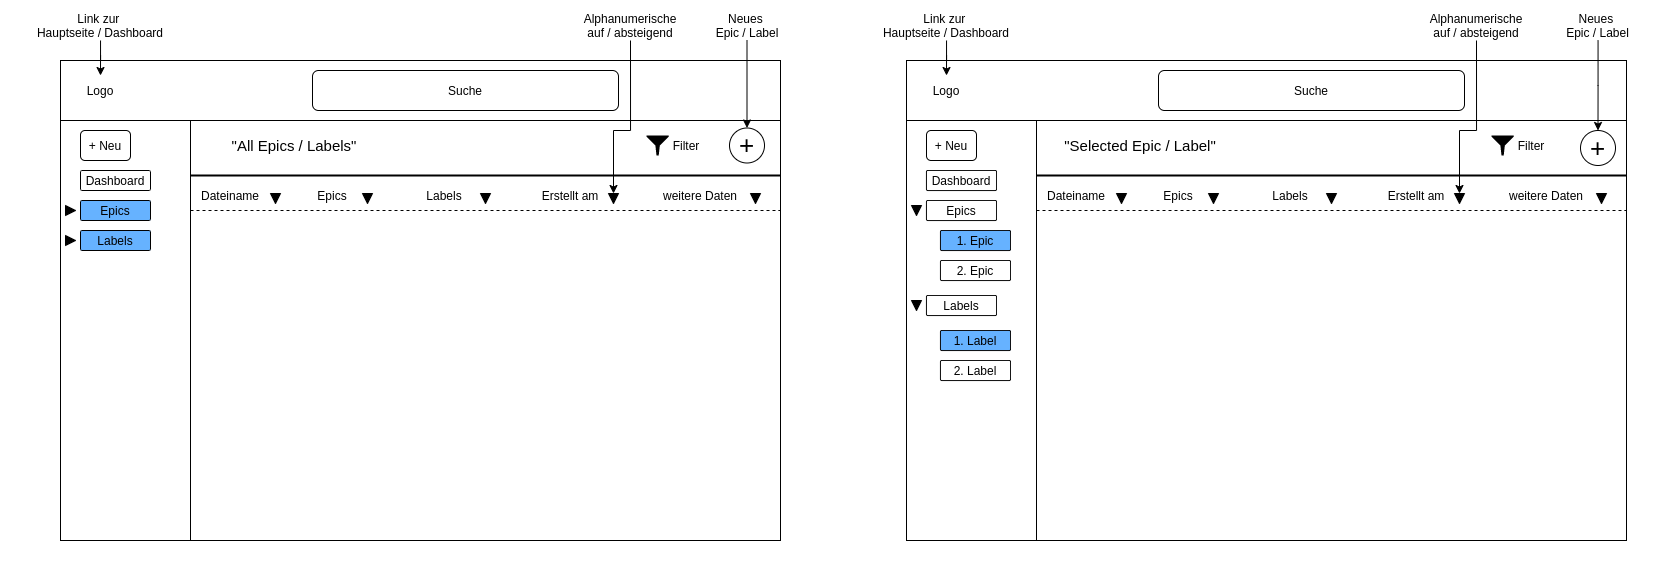 Link zur
Hauptseite / Dashboard
Alphanumerische
auf / absteigend
Neues
Epic / Label
Logo
Suche
+ Neu
Dashboard
Epics
Labels
"All Epics / Labels"
Filter
+
Dateiname
Epics
Labels
Erstellt am
weitere Daten
Link zur
Hauptseite / Dashboard
Alphanumerische
auf / absteigend
Neues
Epic / Label
Logo
Suche
+ Neu
Dashboard
Epics
1. Epic
2. Epic
Labels
1. Label
2. Label
"Selected Epic / Label"
Filter
+
Dateiname
Epics
Labels
Erstellt am
weitere Daten